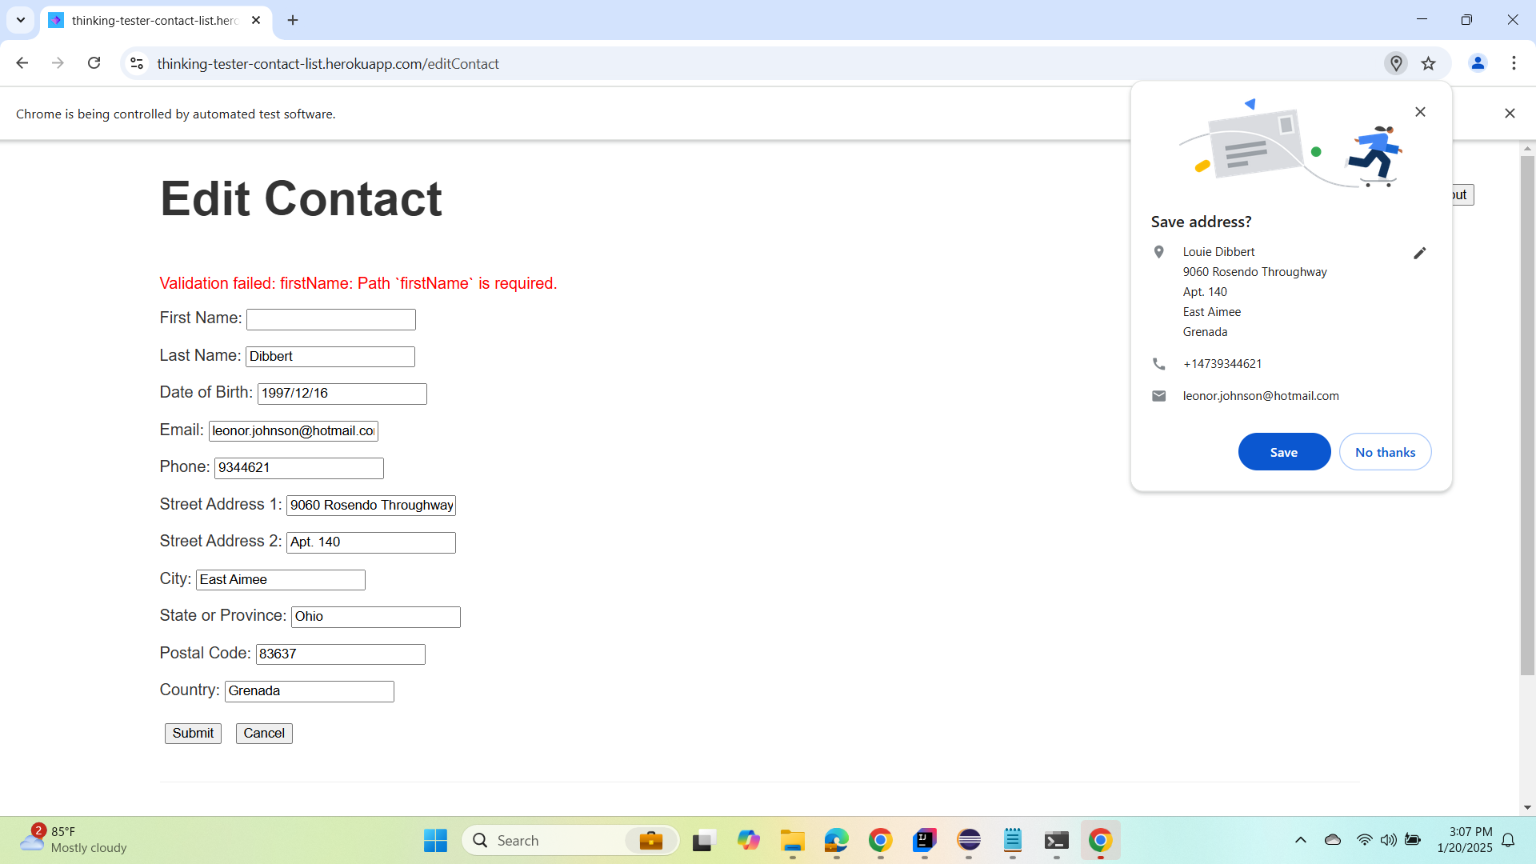 thinking-tester-contact-list.herc
thinking-tester-contact-list.herokuapp.com/editContact
Chrome is being controlled by automated test software.
Edit Contact
out
Validation failed: firstName: Path `firstName` is required.
First Name:
Last Name: Dibbert
Date of Birth: 1997/12/16
Email: leonor.johnson@hotmail.co
Phone: 9344621
Street Address 1: 9060 Rosendo Throughway
Street Address 2: Apt. 140
City: East Aimee
State or Province: Ohio
Postal Code: 83637
Country: Grenada
Submit Cancel
Save address?
Louie Dibbert
9060 Rosendo Throughway
Apt. 140
East Aimee
Grenada
+14739344621
leonor.johnson@hotmail.com
Save No thanks
2
85°F
Mostly cloudy
Search
3:07 PM
1/20/2025